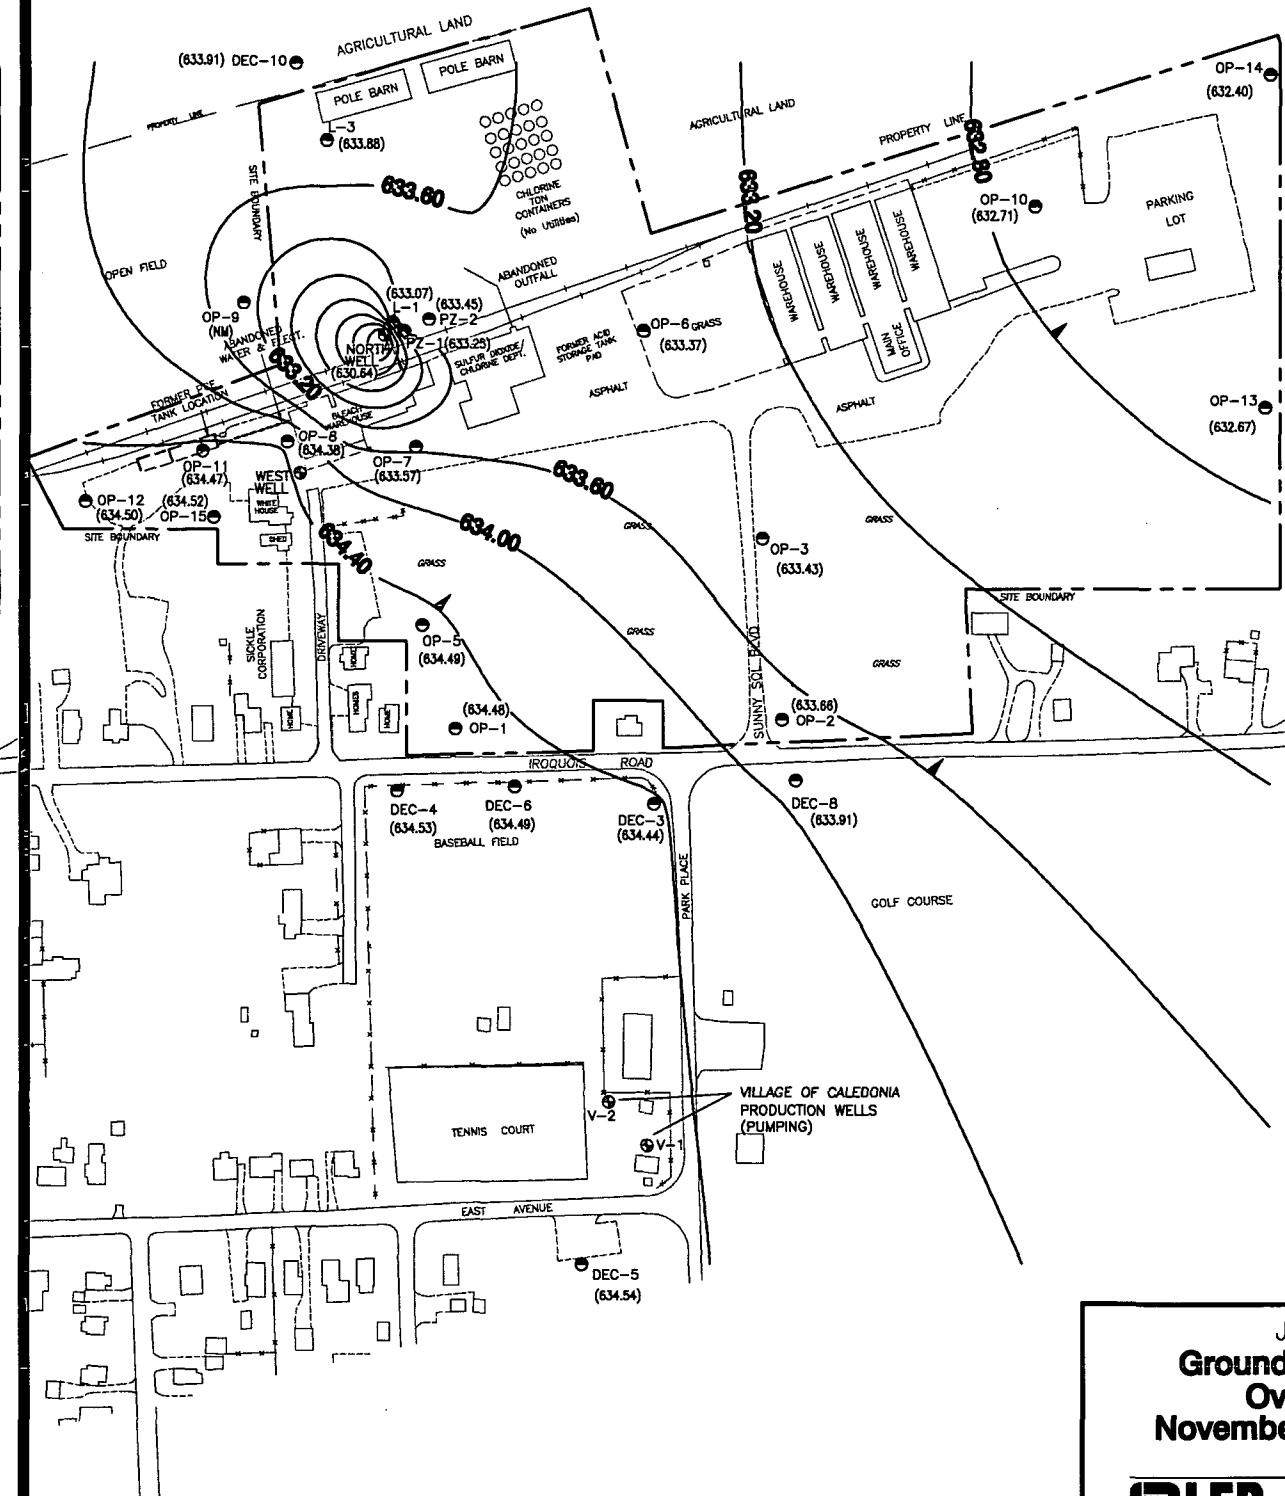 AGRICULTURAL LAND
(633.91) DEC-10
POLE BARN
POLE BARN
OP-14
(632.40)
PROPERTY LINE
L-3
(633.88)
AGRICULTURAL LAND
PROPERTY LINE
632.80
SITE BOUNDARY
633.60
CHLORINE
TON
CONTAINERS
(No Utilities)
633.20
OP-10
(632.71)
PARKING
LOT
WAREHOUSE
WAREHOUSE
WAREHOUSE
WAREHOUSE
MAIN
OFFICE
OPEN FIELD
ABANDONED
OUTFALL
OP-9
(NM)
ABANDONED
WATER & ELECT.
(633.07)
L-1
(633.45)
PZ-2
PZ-1 (633.25)
NORTH
WELL
(630.64)
SULFUR DIOXIDE/
CHLORINE DEPT.
FORMER ACID
STORAGE TANK
PAD
OP-6
GRASS
(633.37)
633.20
FORMER PCE
TANK LOCATION
BLEACH
WAREHOUSE
ASPHALT
ASPHALT
OP-13
(632.67)
OP-8
(634.38)
OP-7
(633.57)
OP-11
(634.47)
WEST
WELL
633.60
OP-12
(634.50)
(634.52)
OP-15
WHITE
HOUSE
SITE BOUNDARY
SHED
634.40
634.00
GRASS
GRASS
GRASS
OP-3
(633.43)
SITE BOUNDARY
SICKLE
CORPORATION
DRIVEWAY
OP-5
(634.49)
GRASS
GRASS
SUNNY SOL BLVD
HOME
HOMES
HOME
HOME
(634.48)
OP-1
(633.66)
OP-2
IROQUOIS ROAD
DEC-4
(634.53)
DEC-6
(634.49)
DEC-3
(634.44)
DEC-8
(633.91)
BASEBALL FIELD
PARK PLACE
GOLF COURSE
VILLAGE OF CALEDONIA
PRODUCTION WELLS
(PUMPING)
V-2
V-1
TENNIS COURT
EAST AVENUE
DEC-5
(634.54)
J
Ground
Ov
Novembe